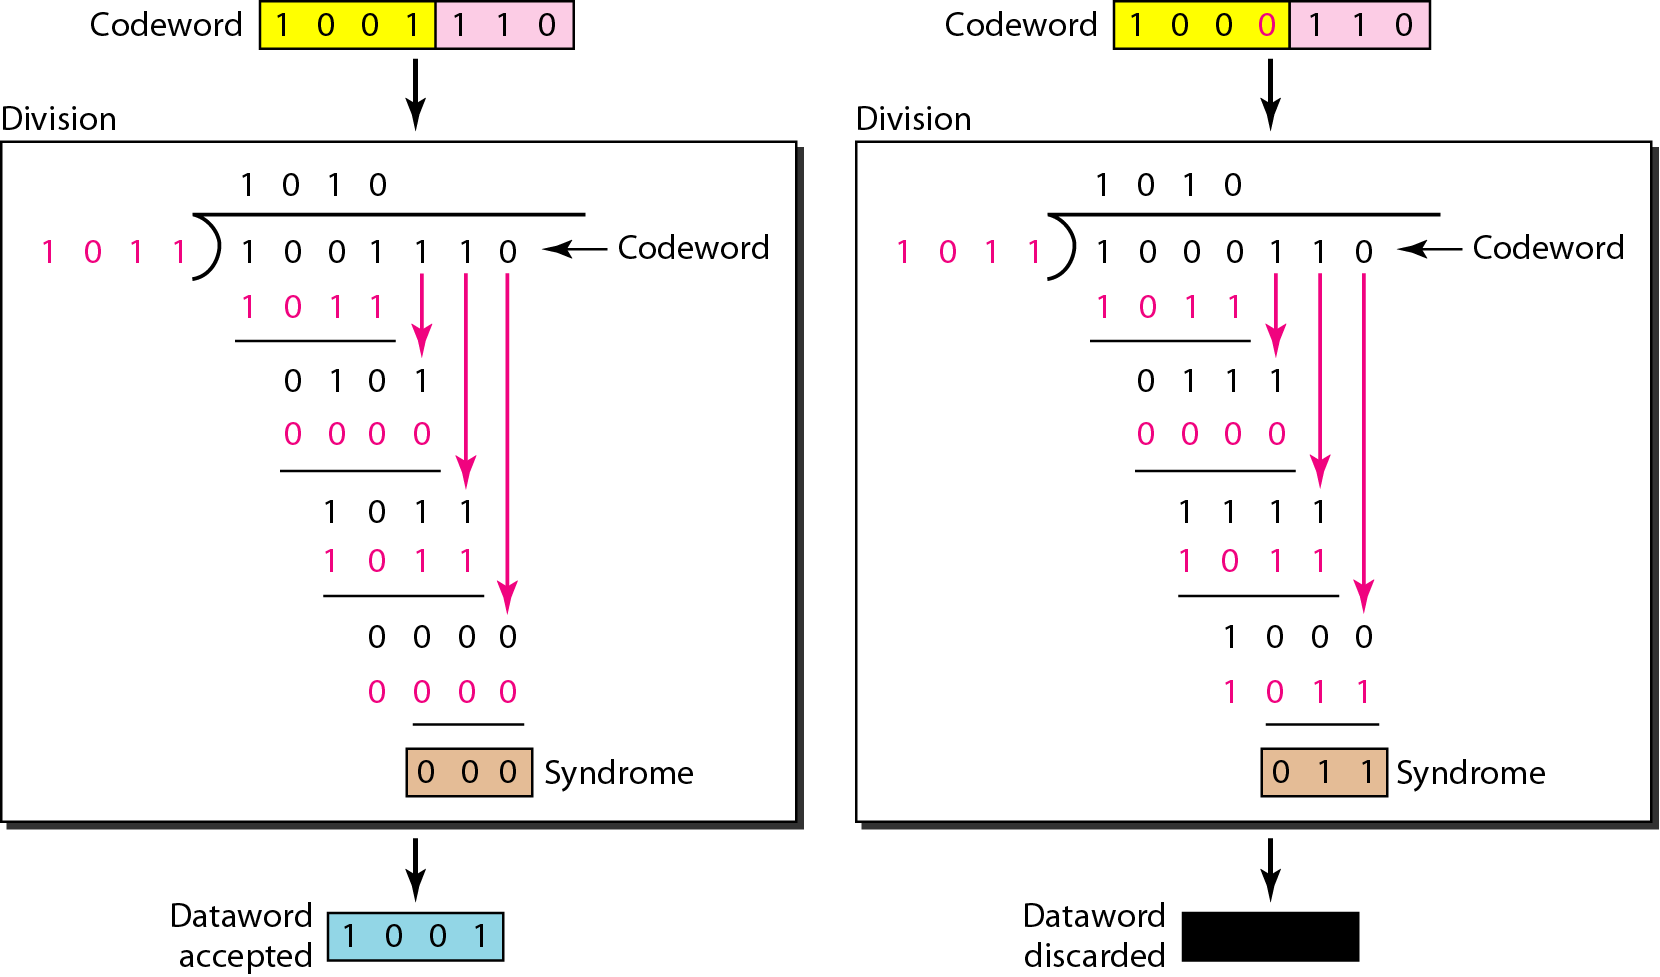 Codeword 1 0 0 1 1 1 0
Division
1 0 1 0
1 0 1 1 1 0 0 1 1 1 0 Codeword
1 0 1 1
0 1 0 1
0 0 0 0
1 0 1 1
1 0 1 1
0 0 0 0
0 0 0 0
0 0 0 Syndrome
Dataword
accepted
1 0 0 1
Codeword 1 0 0 0 1 1 0
Division
1 0 1 0
1 0 1 1 1 0 0 0 1 1 0 Codeword
1 0 1 1
0 1 1 1
0 0 0 0
1 1 1 1
1 0 1 1
1 0 0 0
1 0 1 1
0 1 1 Syndrome
Dataword
discarded